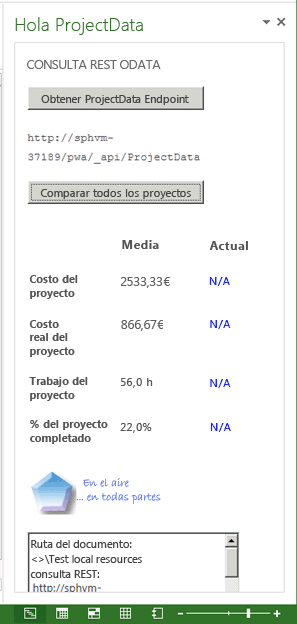 Hola ProjectData
CONSULTA REST ODATA
Obtener ProjectData Endpoint
http://sphvm-
37189/pwa/_api/ProjectData
Comparar todos los proyectos
Media Actual
Costo del
proyecto 2533,33€ N/A
Costo
real del
proyecto 866,67€ N/A
Trabajo del
proyecto 56,0 h N/A
% del proyecto
completado 22,0% N/A
En el aire
... en todas partes
Ruta del documento:
<>\Test local resources
consulta REST:
http://sphvm-